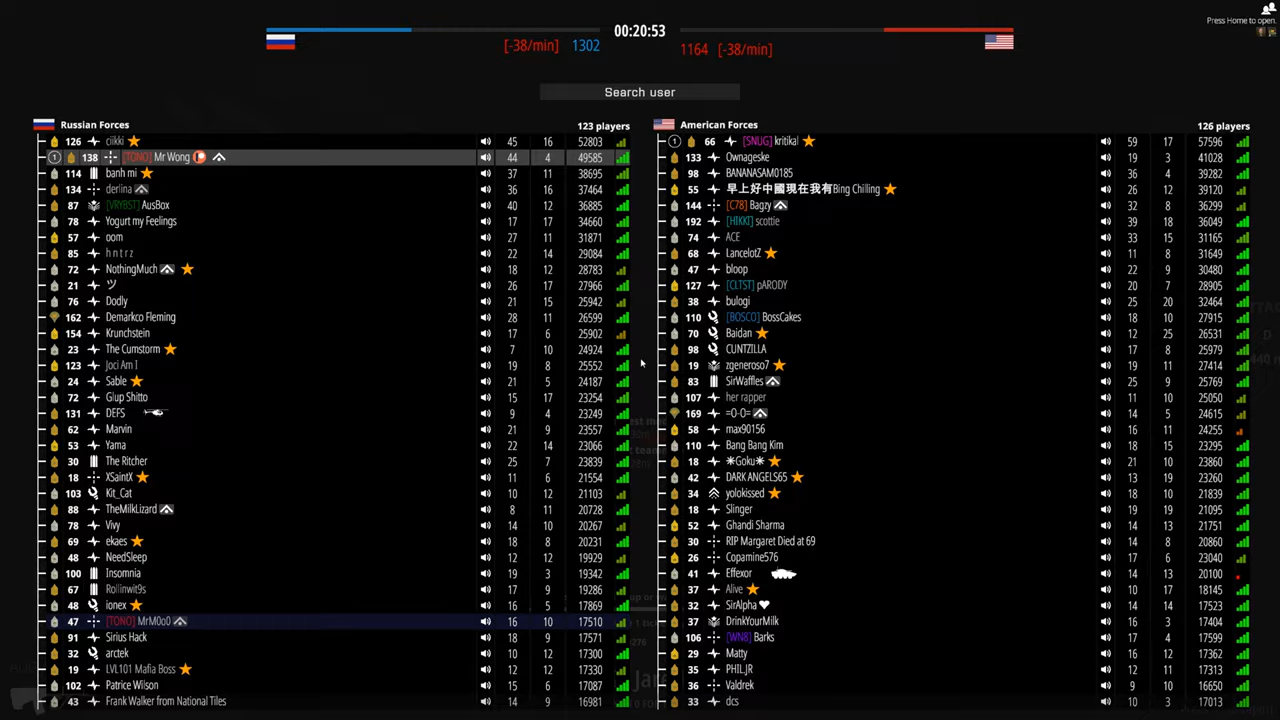 Press Home to open.
00:20:53
[-38/min] 1302
1164 [-38/min]
Search user
Russian Forces 123 players
126 ciikki 45 16 52803
1 138 [TONO] Mr Wong 44 4 49585
114 banh mi 37 11 38695
134 derlina 36 16 37464
87 [VRYBST] AusBox 40 12 36885
78 Yogurt my Feelings 17 17 34660
57 oom 27 11 31871
85 h n t r z 22 14 29084
72 NothingMuch 18 12 28783
21 ツ 26 17 27966
76 Dodly 21 15 25942
162 Demarkco Fleming 28 11 26599
154 Krunchstein 17 6 25902
23 The Cumstorm 7 10 24924
123 Joci Am I 19 8 25552
24 Sable 21 5 24187
72 Glup Shitto 15 17 23254
131 DEFS 9 4 23249
62 Marvin 21 9 23557
53 Yama 22 14 23066
30 The Ritcher 25 7 23839
18 XSaintX 11 6 21554
103 Kit_Cat 10 12 21103
88 TheMilkLizard 8 11 20728
78 Vivy 14 10 20267
69 ekaes 18 8 20231
48 NeedSleep 12 12 19929
100 Insomnia 19 3 19342
67 Rollinwit9s 17 9 19286
48 ionex 16 5 17869
47 [TONO] MrM0o0 16 10 17510
91 Sirius Hack 18 9 17571
32 arctek 10 12 17300
19 LVL101 Mafia Boss 12 12 17330
102 Patrice Wilson 15 6 17087
43 Frank Walker from National Tiles 14 9 16981
American Forces 126 players
1 66 [SNUG] kritikal 59 17 57596
133 Ownageske 19 3 41028
98 BANANASAM0185 36 4 39282
55 早上好中國現在我有Bing Chilling 26 12 39120
144 [C78] Bagzy 32 8 36299
192 [HIKKI] scottie 39 18 36049
74 ACE 33 15 31165
68 LancelotZ 11 8 31649
47 bloop 22 9 30480
127 [CLTST] pARODY 20 7 28905
38 bulogi 25 20 32464
110 [BOSCO] BossCakes 18 10 27915
70 Baidan 12 25 26531
98 CUNTZILLA 17 8 25979
19 zgeneroso7 19 11 27414
83 SirWaffles 25 9 25769
107 her rapper 11 10 25050
169 =O-O= 14 5 24615
58 max90156 16 11 24255
110 Bang Bang Kim 18 15 23295
18 ✳Goku✳ 21 10 23860
42 DARK ANGELS65 13 19 23260
34 yolokissed 18 10 21839
18 Slinger 19 19 21095
52 Ghandi Sharma 14 13 21751
30 RIP Margaret Died at 69 14 8 20860
26 Copamine576 17 6 23040
41 Effexor 14 13 20100
37 Alive 10 17 18145
32 SirAlpha ♥ 14 14 17523
37 DrinkYourMilk 16 3 17404
106 [WN8] Barks 17 4 17599
29 Matty 16 12 17362
35 PHIL.JR 12 11 17313
36 Valdrek 9 10 16650
33 dcs 10 3 17013